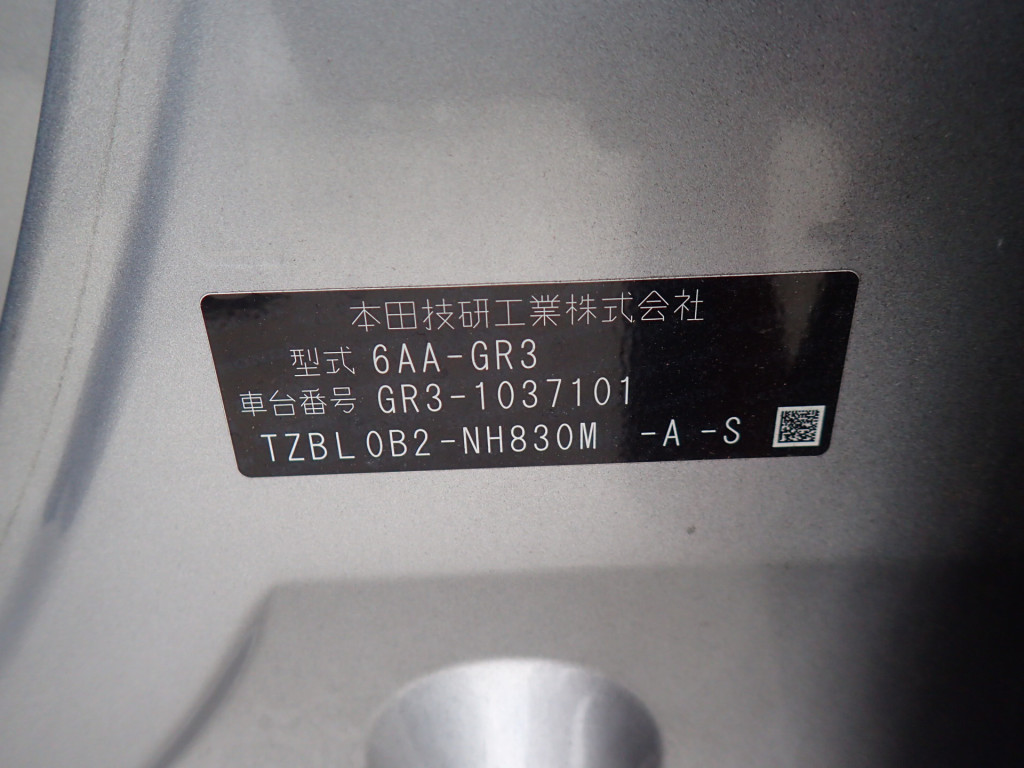 本田技研工業株式会社
型式 6AA-GR3
車台番号 GR3-1037101
TZBL0B2-NH830M -A -S